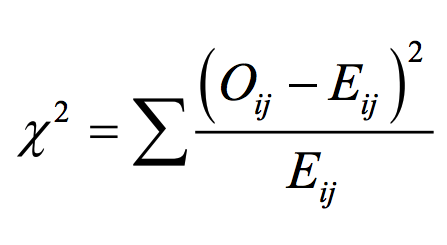 χ² = ∑ (Oᵢⱼ − Eᵢⱼ)² / Eᵢⱼ